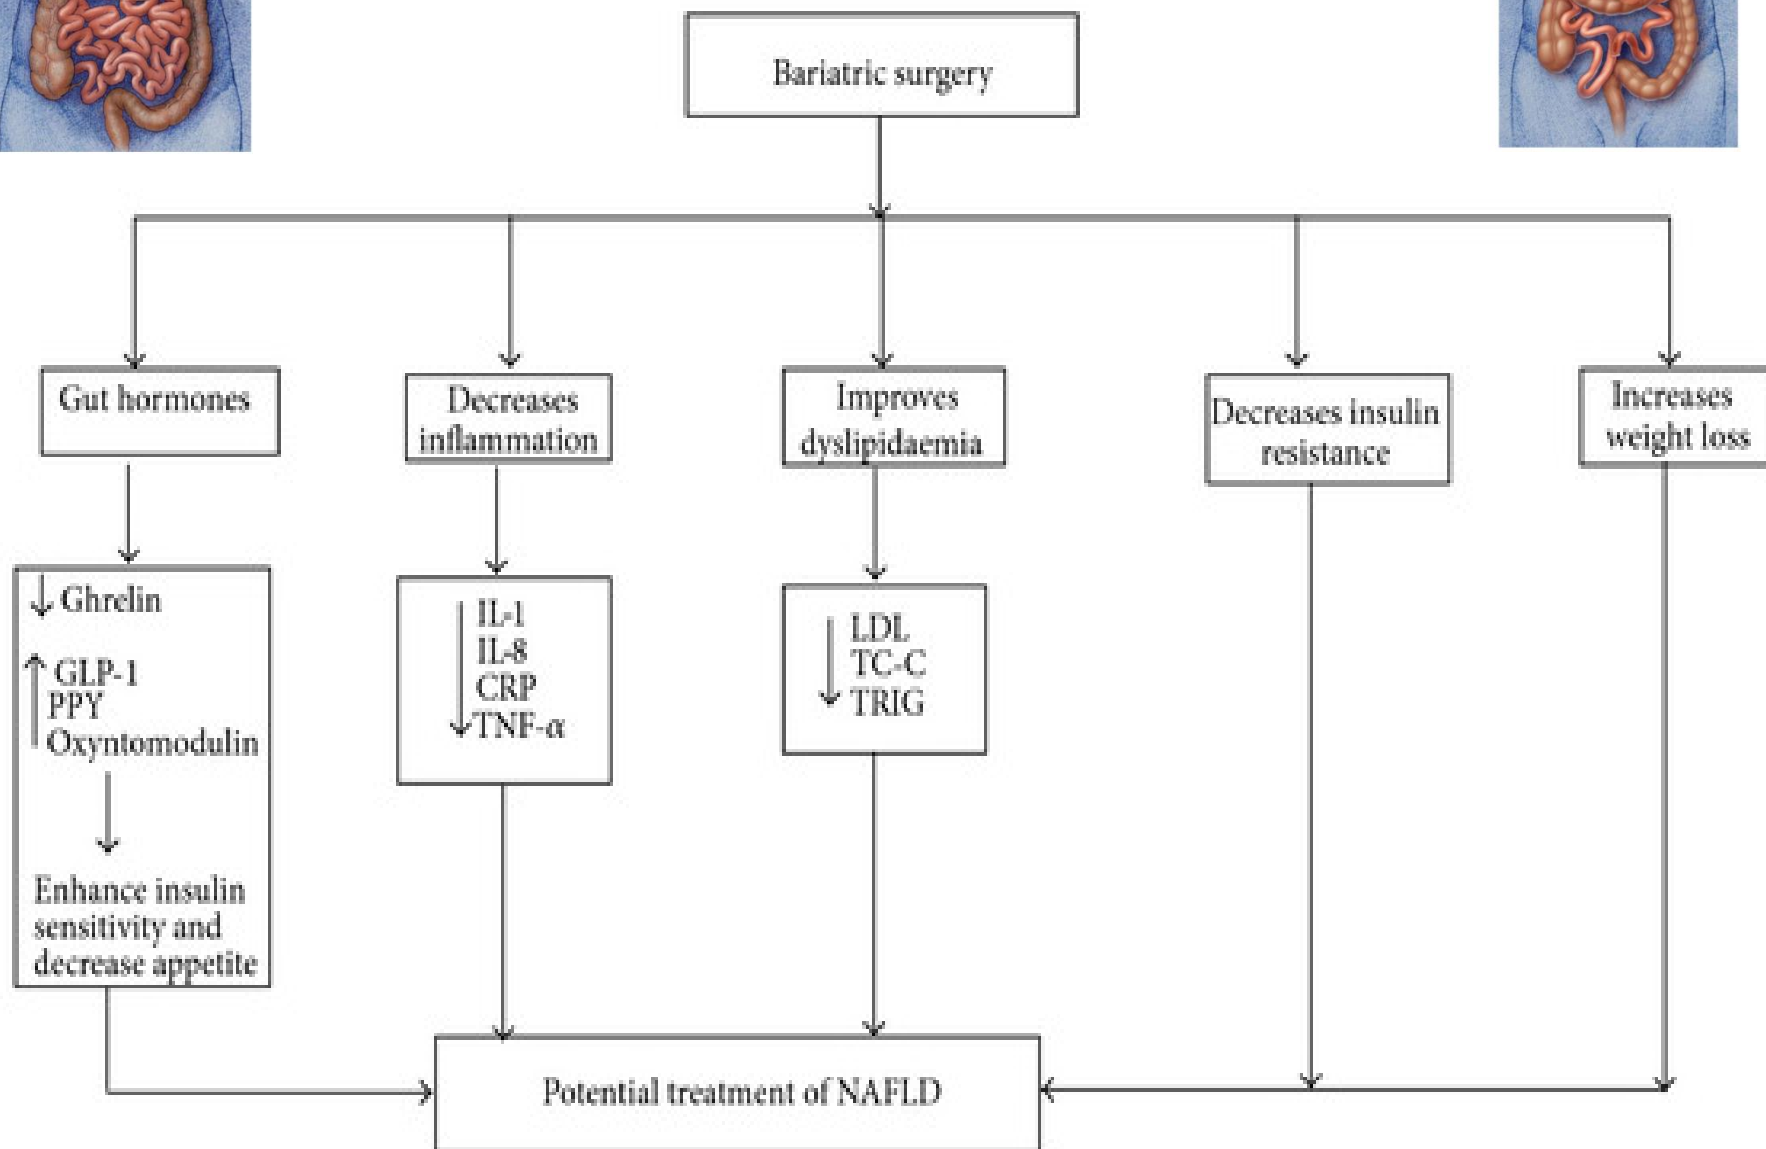 Bariatric surgery
Gut hormones
Decreases
inflammation
Improves
dyslipidaemia
Decreases insulin
resistance
Increases
weight loss
↓ Ghrelin
↑ GLP-1
PPY
Oxyntomodulin
↓
Enhance insulin
sensitivity and
decrease appetite
↓ IL-1
IL-8
CRP
TNF-α
↓ LDL
TC-C
TRIG
Potential treatment of NAFLD